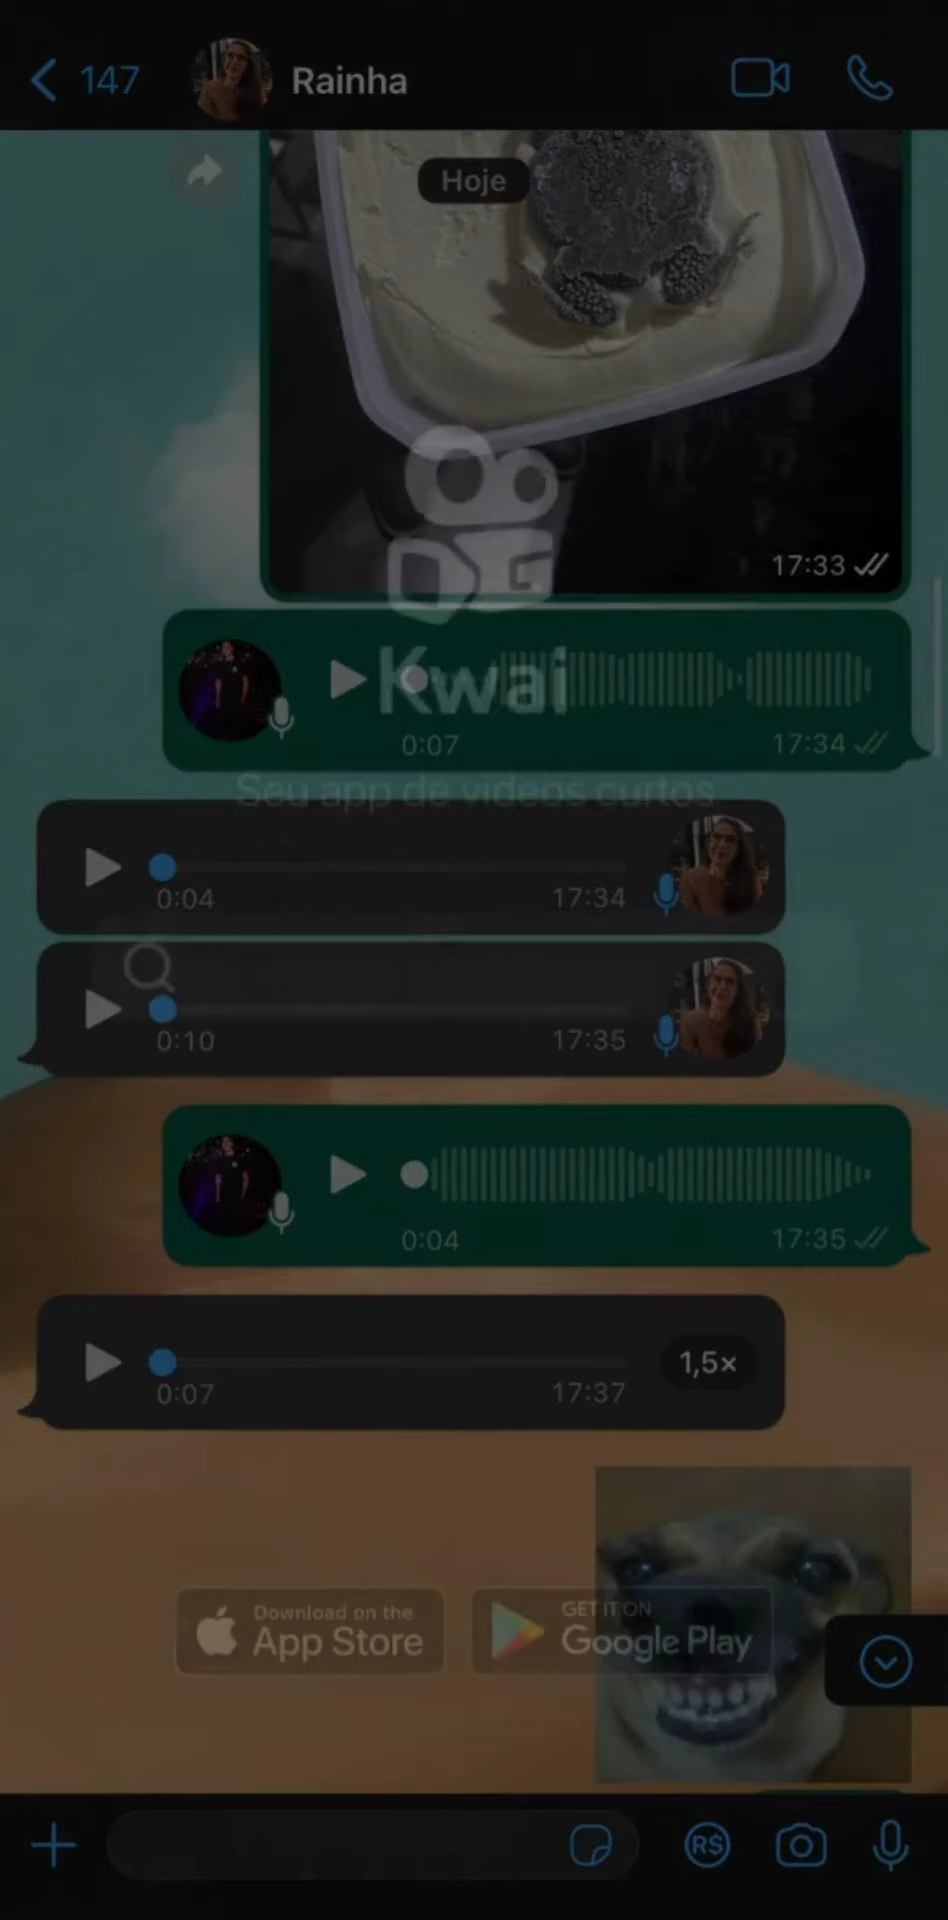 147
Rainha
Hoje
17:33
Kwai
0:07
17:34
Seu app de vídeos curtos
0:04
17:34
0:10
17:35
0:04
17:35
0:07
17:37
1,5×
Download on the
App Store
GET IT ON
Google Play
R$